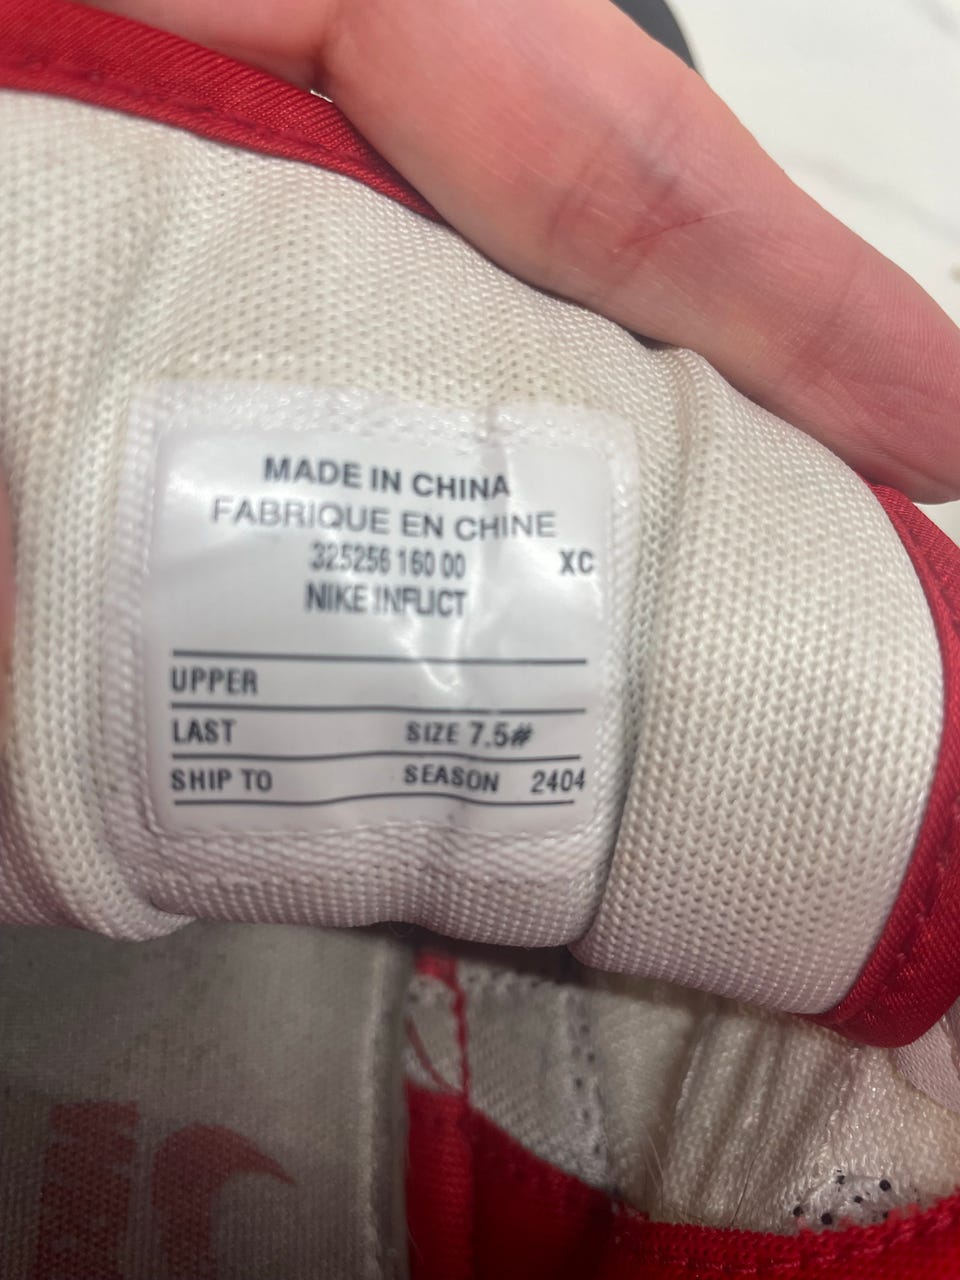 MADE IN CHINA
FABRIQUE EN CHINE
325256 160 00 XC
NIKE INFLICT
UPPER
LAST SIZE 7.5#
SHIP TO SEASON 2404